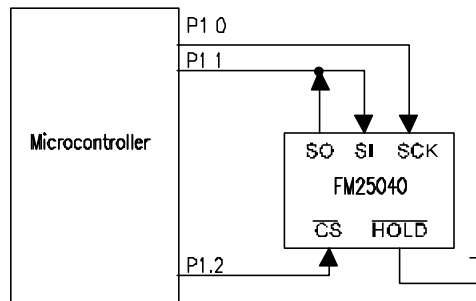 P1 0
P1 1
Microcontroller
SO SI SCK
FM25040
CS HOLD
P1.2